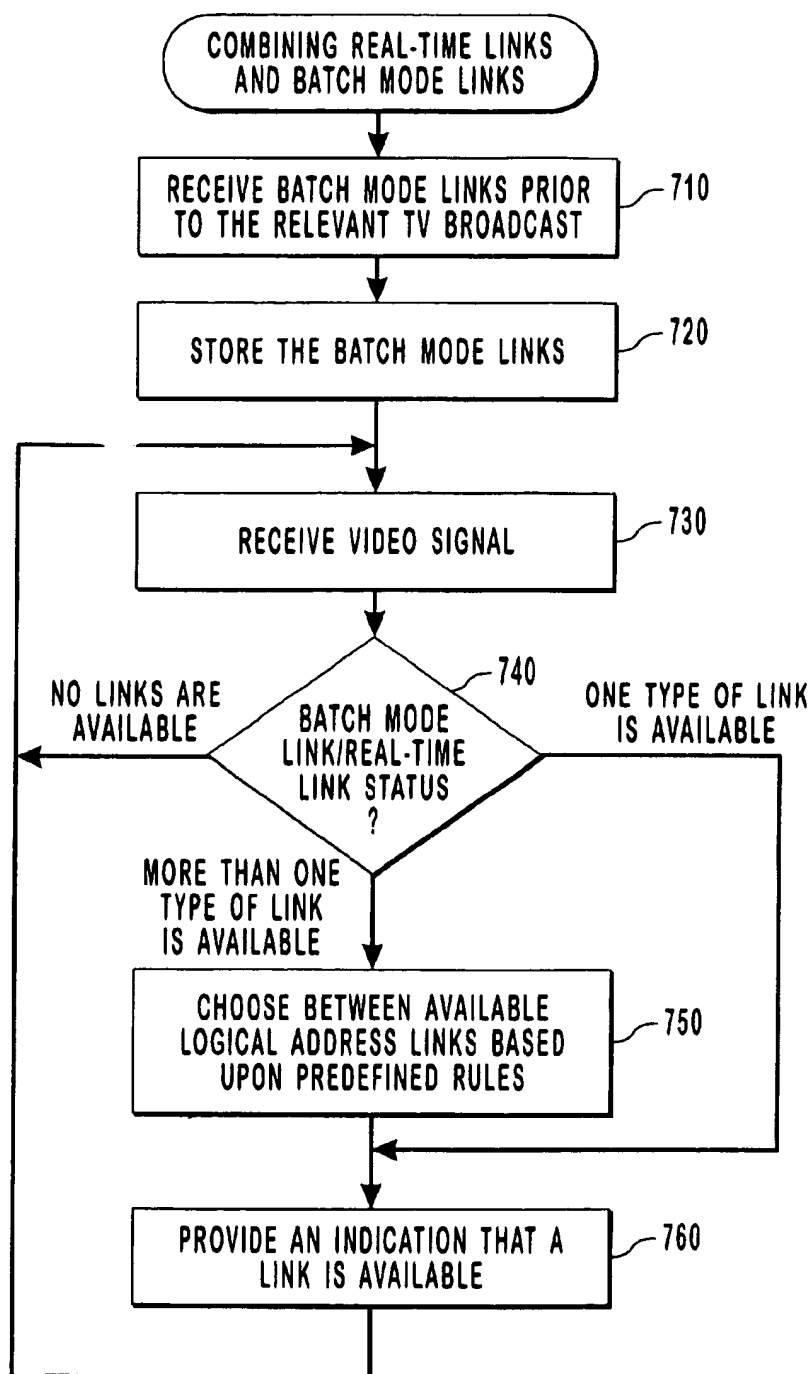 COMBINING REAL-TIME LINKS
AND BATCH MODE LINKS
RECEIVE BATCH MODE LINKS PRIOR
TO THE RELEVANT TV BROADCAST
710
STORE THE BATCH MODE LINKS
720
RECEIVE VIDEO SIGNAL
730
740
NO LINKS ARE
AVAILABLE
BATCH MODE
LINK/REAL-TIME
LINK STATUS
?
ONE TYPE OF LINK
IS AVAILABLE
MORE THAN ONE
TYPE OF LINK
IS AVAILABLE
CHOOSE BETWEEN AVAILABLE
LOGICAL ADDRESS LINKS BASED
UPON PREDEFINED RULES
750
PROVIDE AN INDICATION THAT A
LINK IS AVAILABLE
760